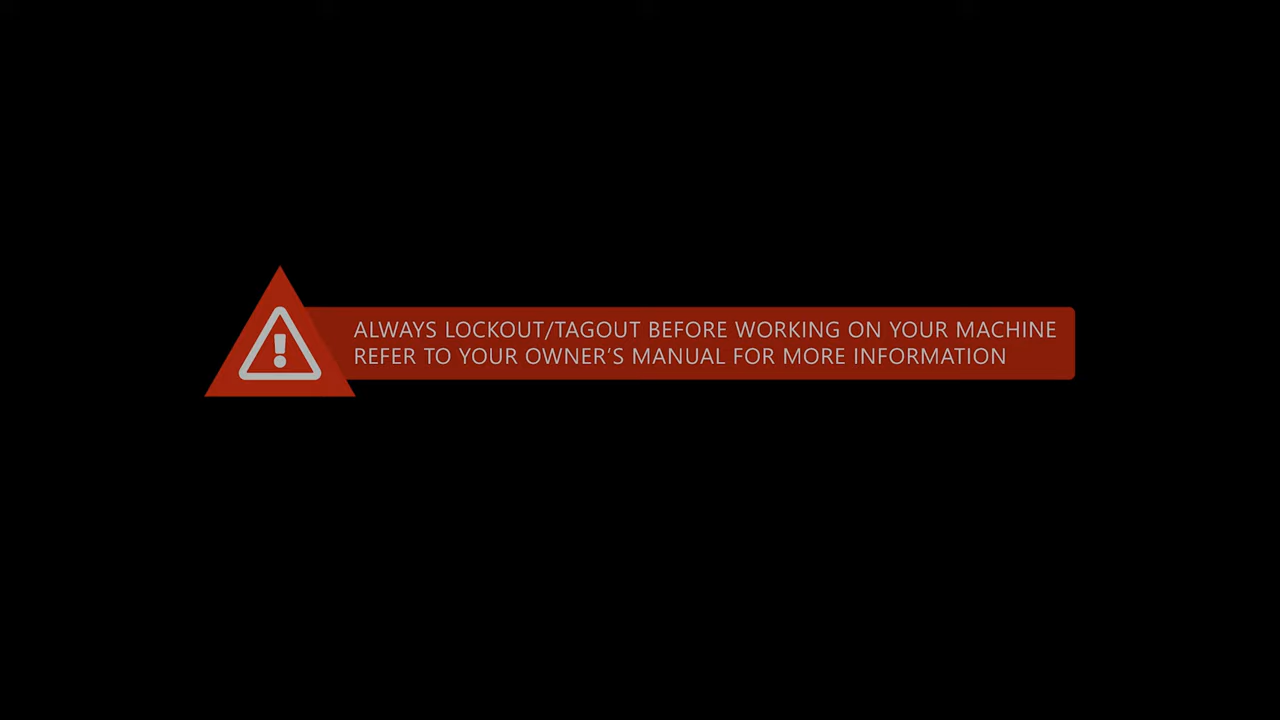 ALWAYS LOCKOUT/TAGOUT BEFORE WORKING ON YOUR MACHINE
REFER TO YOUR OWNER'S MANUAL FOR MORE INFORMATION